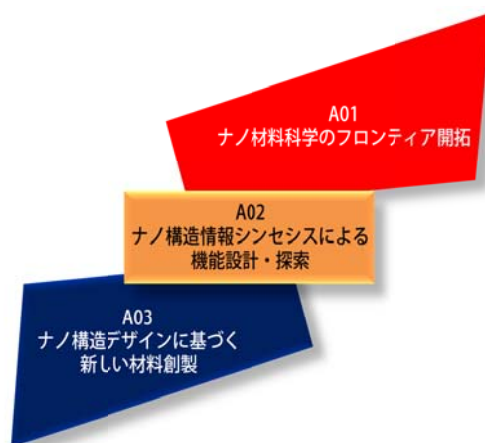 A01
ナノ材料科学のフロンティア開拓
A02
ナノ構造情報シンセシスによる
機能設計・探索
A03
ナノ構造デザインに基づく
新しい材料創製